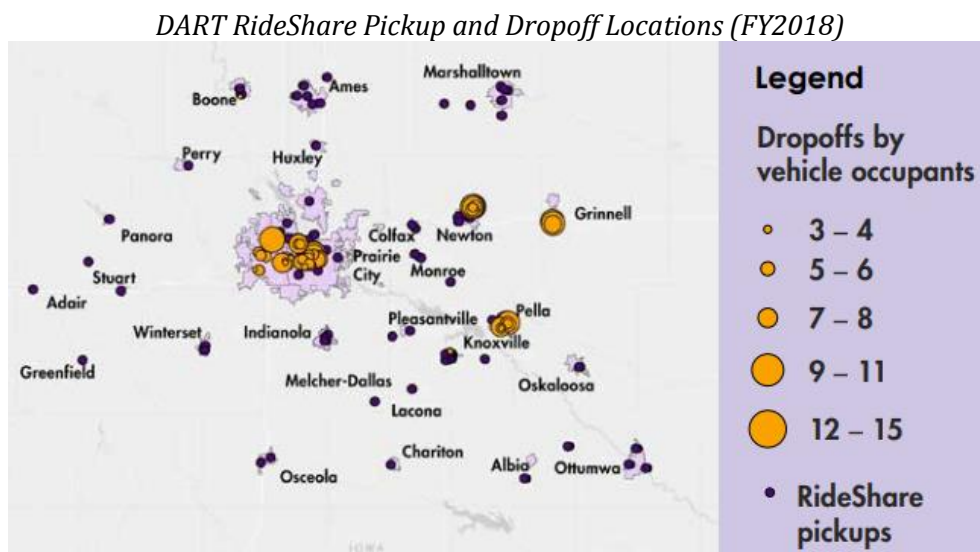 DART RideShare Pickup and Dropoff Locations (FY2018)
Boone
Ames
Marshalltown
Perry
Huxley
Panora
Colfax
Newton
Grinnell
Prairie
City
Stuart
Monroe
Adair
Winterset
Indianola
Pleasantville
Pella
Knoxville
Greenfield
Melcher-Dallas
Oskaloosa
Lacona
Osceola
Chariton
Albia
Ottumwa
IOWA
Legend
Dropoffs by
vehicle occupants
3 – 4
5 – 6
7 – 8
9 – 11
12 – 15
RideShare
pickups